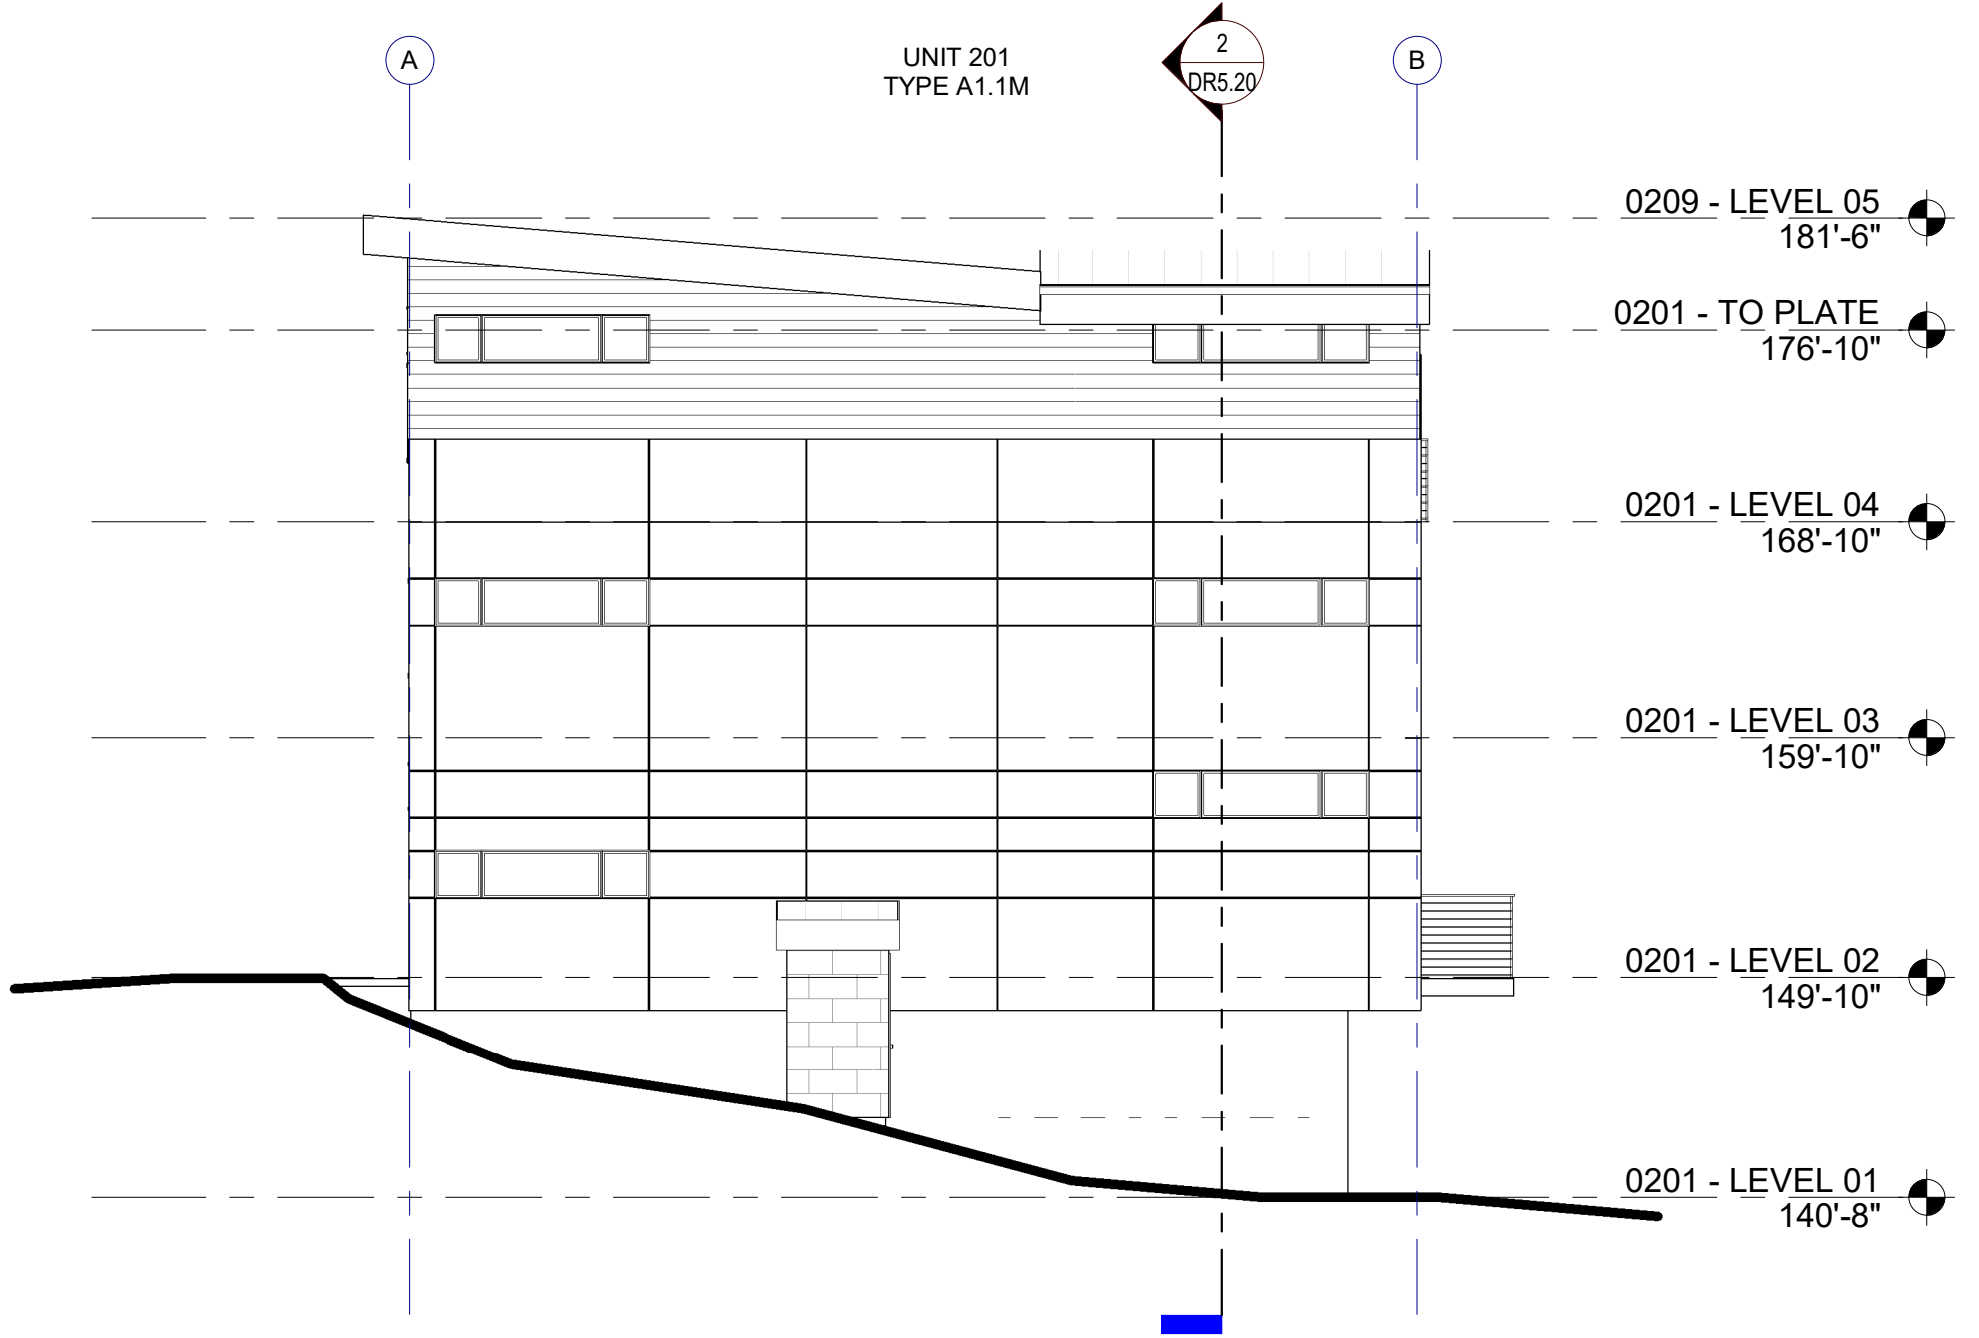 A
UNIT 201
TYPE A1.1M
2
DR5.20
B
0209 - LEVEL 05
181'-6"
0201 - TO PLATE
176'-10"
0201 - LEVEL 04
168'-10"
0201 - LEVEL 03
159'-10"
0201 - LEVEL 02
149'-10"
0201 - LEVEL 01
140'-8"